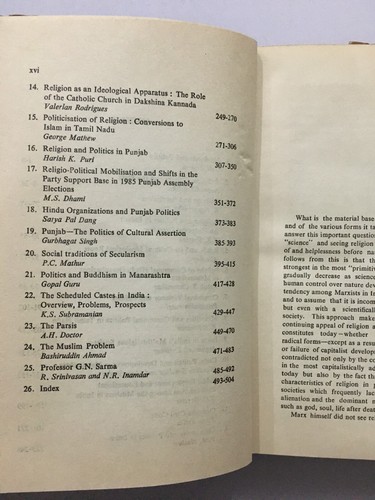 xvi
14. Religion as an Ideological Apparatus : The Role
of the Catholic Church in Dakshina Kannada
Valerian Rodrigues 249-270
15. Politicisation of Religion : Conversions to
Islam in Tamil Nadu
George Mathew 271-306
16. Religion and Politics in Punjab
Harish K. Puri 307-350
17. Religio-Political Mobilisation and Shifts in the
Party Support Base in 1985 Punjab Assembly
Elections
M.S. Dhami 351-372
18. Hindu Organizations and Punjab Politics
Satya Pal Dang 373-383
19. Punjab—The Politics of Cultural Assertion
Gurbhagat Singh 385-393
20. Social traditions of Secularism
P.C. Mathur 395-415
21. Politics and Buddhism in Manarashtra
Gopal Guru 417-428
22. The Scheduled Castes in India :
Overview, Problems, Prospects
K.S. Subramanian 429-447
23. The Parsis
A.H. Doctor 449-470
24. The Muslim Problem
Bashiruddin Ahmad 471-483
25. Professor G.N. Sarma
R. Srinivasan and N.R. Inamdar 485-492
26. Index 493-504
What is the material base
and of the various forms it ta
answer this important question
"science" and seeing religion
of and helplessness before na
follows from this is that th
strongest in the most "primitive
gradually decrease as science
human control over nature deve
tendency among Marxists in In
and to assume that it is incom
but even with a scientifically
society. This approach make
continuing appeal of religion a
constitutes today—whether
radical forms—except as a resu
or failure of capitalist develop
contradicted not only by the co
in the most capitalistically ad
today but also by the fact th
characteristics of religion in
societies which frequently lac
alienation and the dominant m
such as god, soul, life after death
Marx himself did not see re